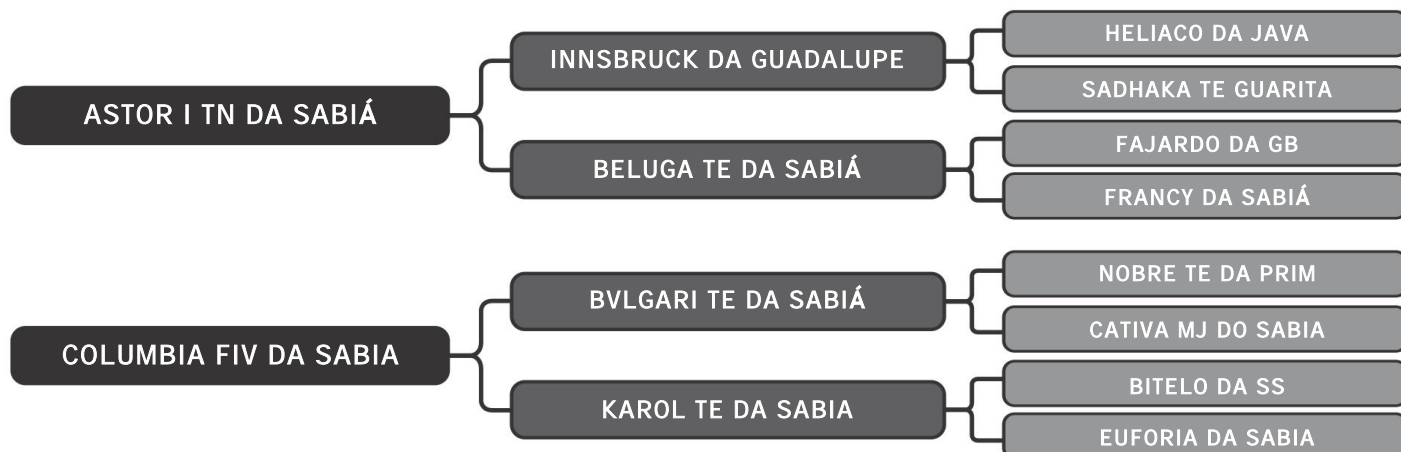 ASTOR I TN DA SABIÁ
INNSBRUCK DA GUADALUPE
HELIACO DA JAVA
SADHAKA TE GUARITA
BELUGA TE DA SABIÁ
FAJARDO DA GB
FRANCY DA SABIÁ
COLUMBIA FIV DA SABIA
BVLGARI TE DA SABIÁ
NOBRE TE DA PRIM
CATIVA MJ DO SABIA
KAROL TE DA SABIA
BITELO DA SS
EUFORIA DA SABIA